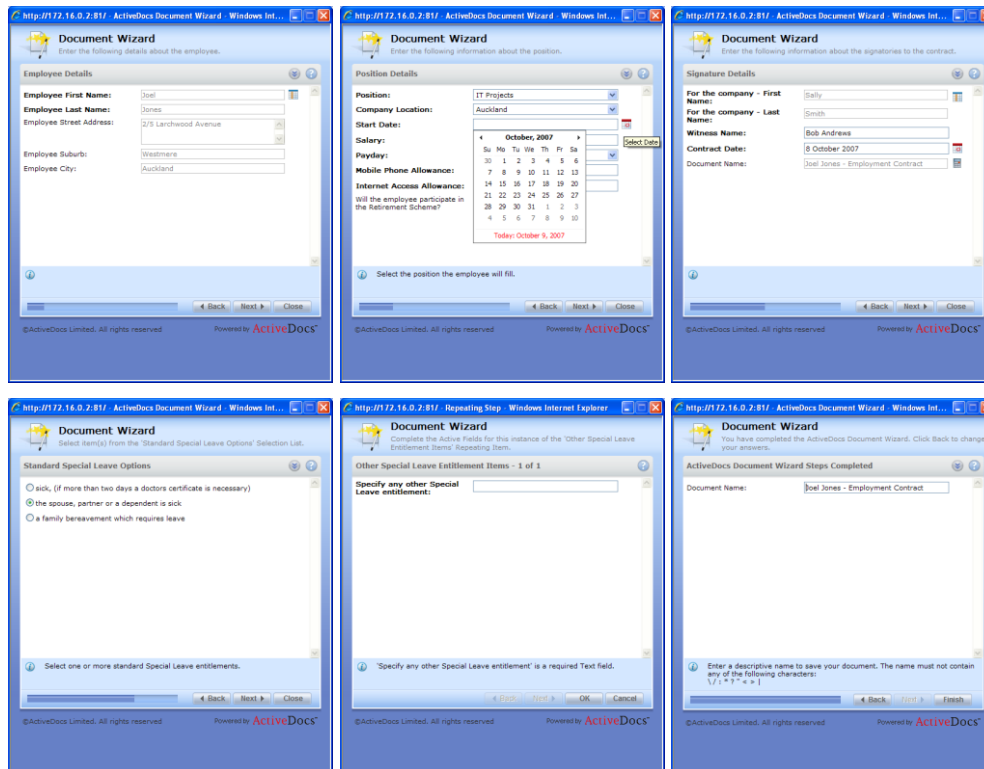 http://172.16.0.2:81/ - ActiveDocs Document Wizard - Windows Int...
Document Wizard
Enter the following details about the employee.
Employee Details
Employee First Name: Joel
Employee Last Name: Jones
Employee Street Address: 2/5 Larchwood Avenue
Employee Suburb: Westmere
Employee City: Auckland
Back Next Close
©ActiveDocs Limited. All rights reserved
Powered by ActiveDocs™
http://172.16.0.2:81/ - ActiveDocs Document Wizard - Windows Int...
Document Wizard
Enter the following information about the position.
Position Details
Position: IT Projects
Company Location: Auckland
Start Date:
Select Date
Salary:
Payday:
Mobile Phone Allowance:
Internet Access Allowance:
Will the employee participate in
the Retirement Scheme?
October, 2007
Su Mo Tu We Th Fr Sa
30 1 2 3 4 5 6
7 8 9 10 11 12 13
14 15 16 17 18 19 20
21 22 23 24 25 26 27
28 29 30 31 1 2 3
4 5 6 7 8 9 10
Today: October 9, 2007
Select the position the employee will fill.
Back Next Close
©ActiveDocs Limited. All rights reserved
Powered by ActiveDocs™
http://172.16.0.2:81/ - ActiveDocs Document Wizard - Windows Int...
Document Wizard
Enter the following information about the signatories to the contract.
Signature Details
For the company - First
Name: Sally
For the company - Last
Name: Smith
Witness Name: Bob Andrews
Contract Date: 8 October 2007
Document Name: Joel Jones - Employment Contract
Back Next Close
©ActiveDocs Limited. All rights reserved
Powered by ActiveDocs™
http://172.16.0.2:81/ - ActiveDocs Document Wizard - Windows Int...
Document Wizard
Select item(s) from the 'Standard Special Leave Options' Selection List.
Standard Special Leave Options
sick, (if more than two days a doctors certificate is necessary)
the spouse, partner or a dependent is sick
a family bereavement which requires leave
Select one or more standard Special Leave entitlements.
Back Next Close
©ActiveDocs Limited. All rights reserved
Powered by ActiveDocs™
http://172.16.0.2:81/ - Repeating Step - Windows Internet Explorer
Document Wizard
Complete the Active Fields for this instance of the 'Other Special Leave
Entitlement Items' Repeating Item.
Other Special Leave Entitlement Items - 1 of 1
Specify any other Special
Leave entitlement:
'Specify any other Special Leave entitlement' is a required Text field.
Back Next OK Cancel
©ActiveDocs Limited. All rights reserved
Powered by ActiveDocs™
http://172.16.0.2:81/ - ActiveDocs Document Wizard - Windows Int...
Document Wizard
You have completed the ActiveDocs Document Wizard. Click Back to change
your answers.
ActiveDocs Document Wizard Steps Completed
Document Name: Joel Jones - Employment Contract
Enter a descriptive name to save your document. The name must not contain
any of the following characters:
\ / : * ? " < > |
Back Next Finish
©ActiveDocs Limited. All rights reserved
Powered by ActiveDocs™